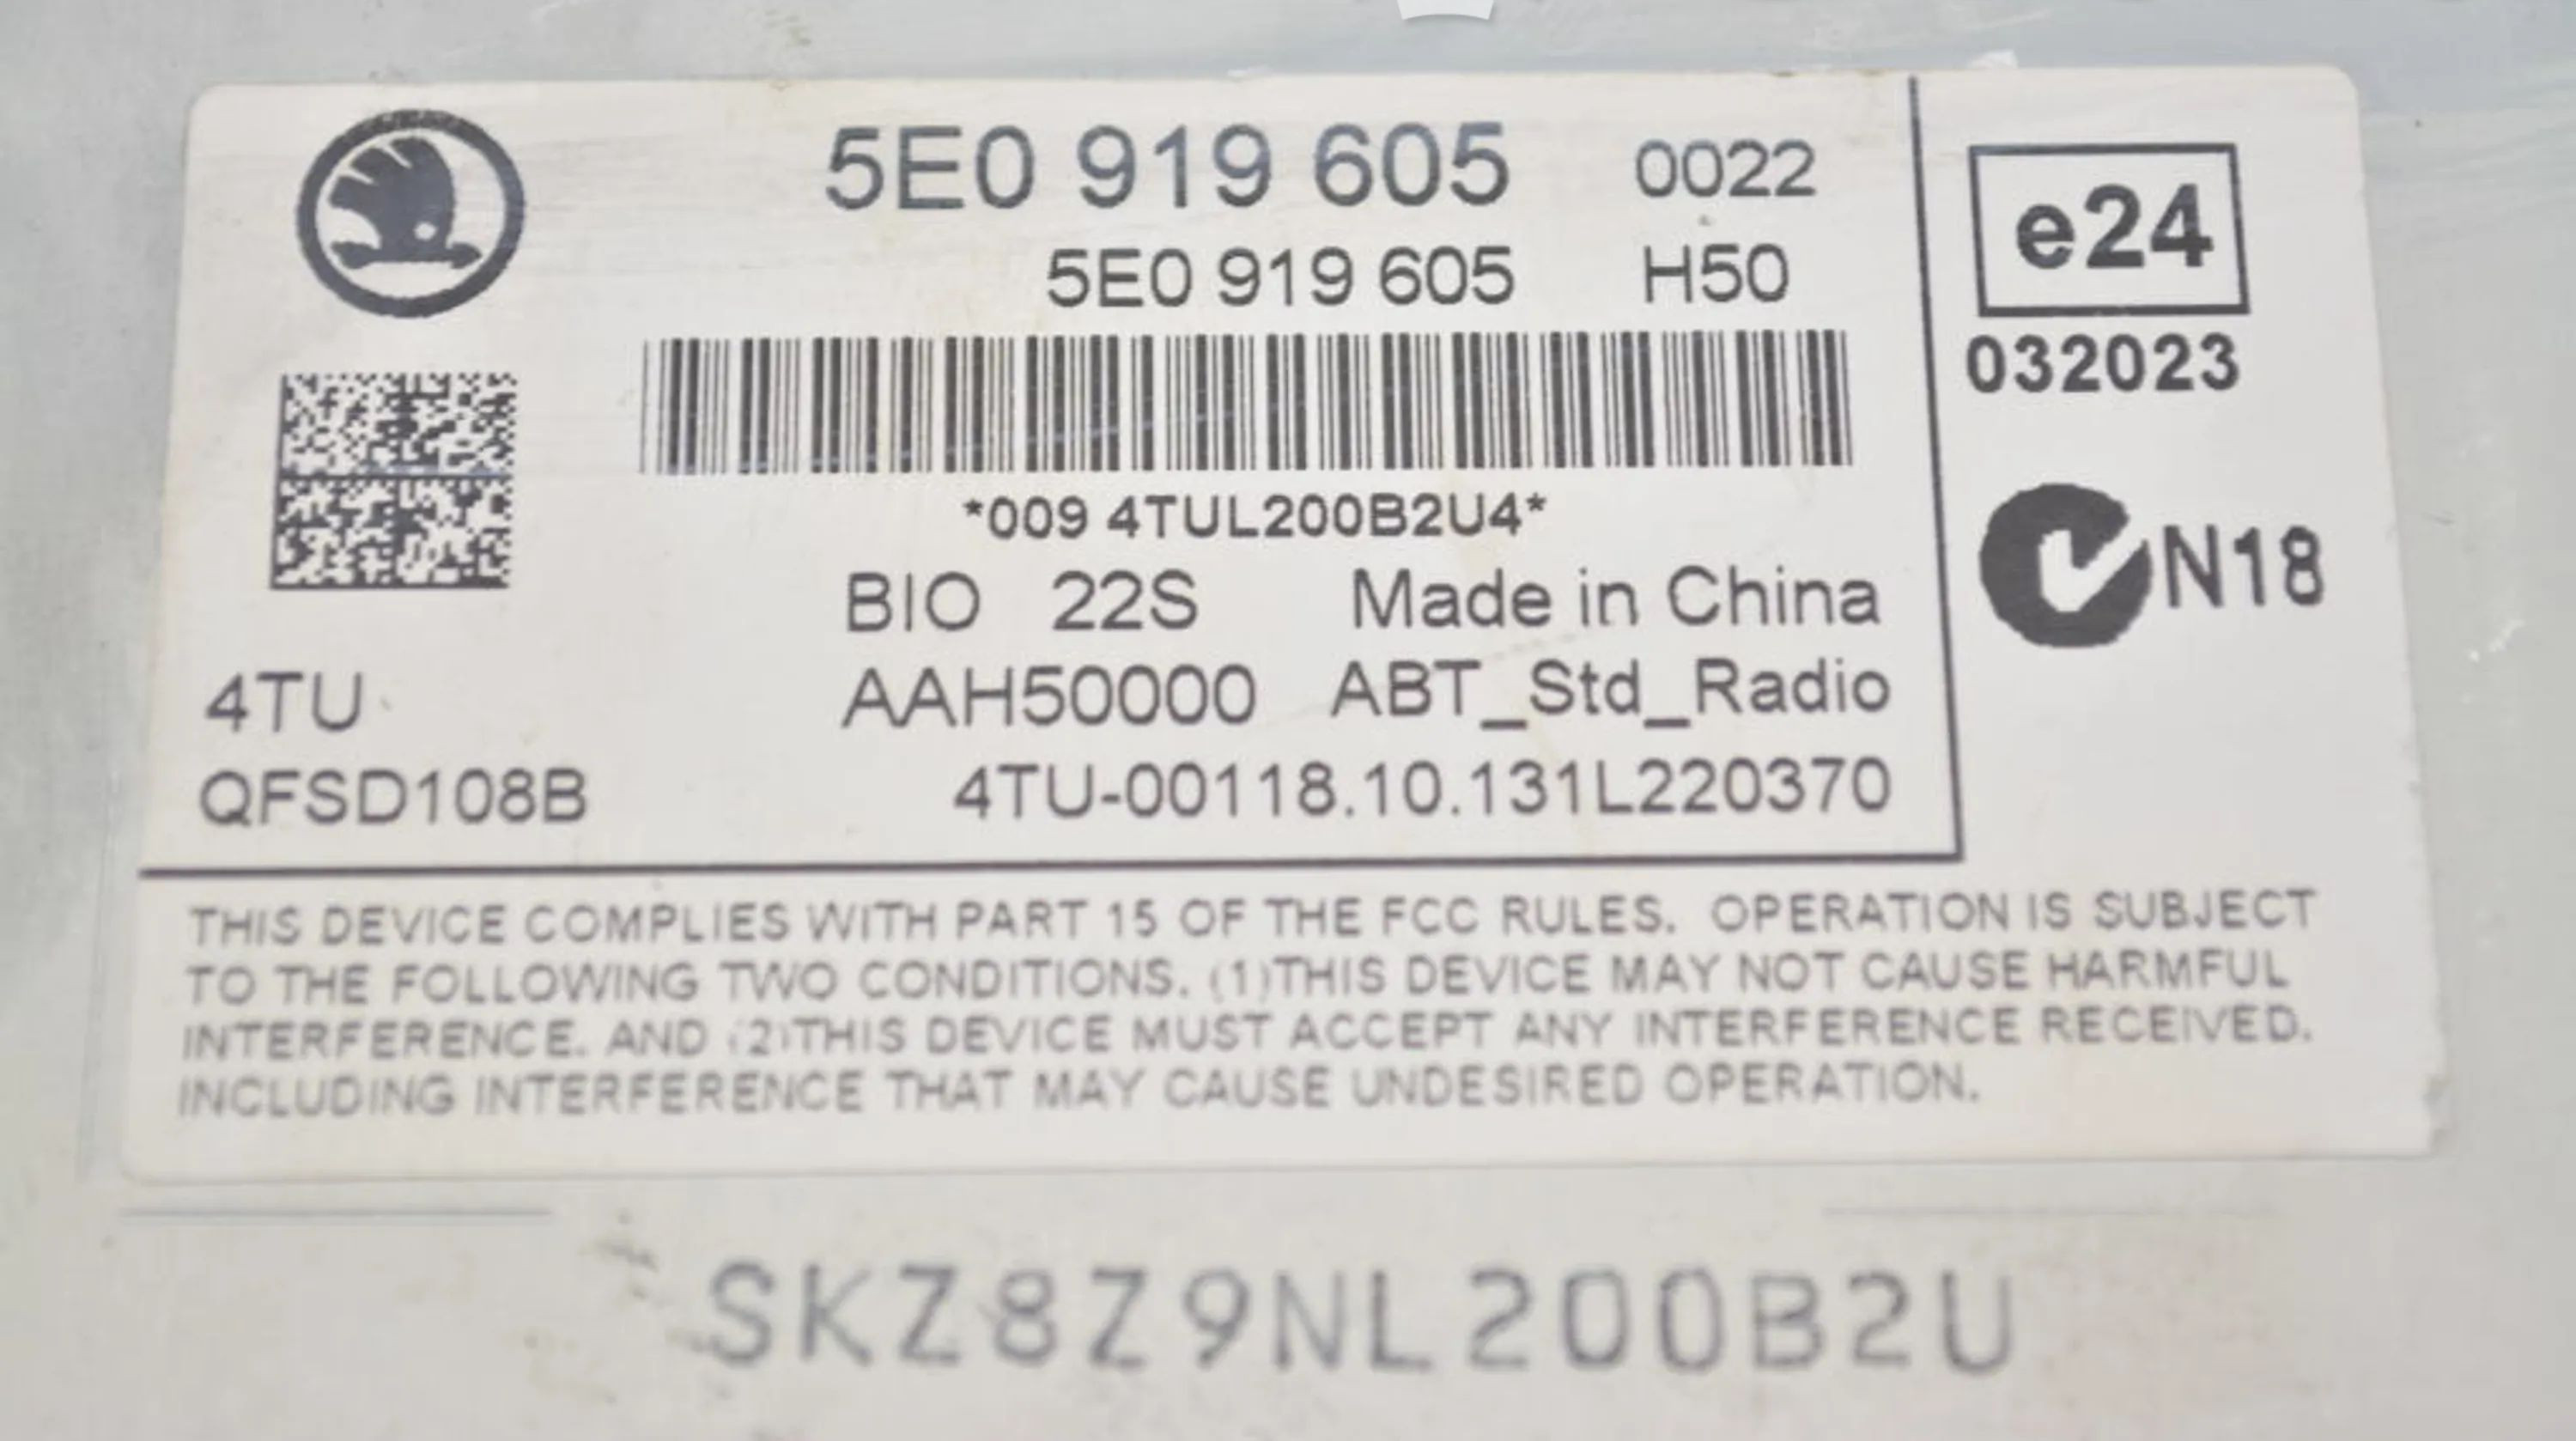 5E0 919 605 0022
5E0 919 605 H50
*009 4TUL200B2U4*
BIO 22S Made in China
4TU AAH50000 ABT_Std_Radio
QFSD108B 4TU-00118.10.131L220370
e24
032023
N18
THIS DEVICE COMPLIES WITH PART 15 OF THE FCC RULES. OPERATION IS SUBJECT
TO THE FOLLOWING TWO CONDITIONS. (1)THIS DEVICE MAY NOT CAUSE HARMFUL
INTERFERENCE. AND (2)THIS DEVICE MUST ACCEPT ANY INTERFERENCE RECEIVED.
INCLUDING INTERFERENCE THAT MAY CAUSE UNDESIRED OPERATION.
SKZ8Z9NL200B2U